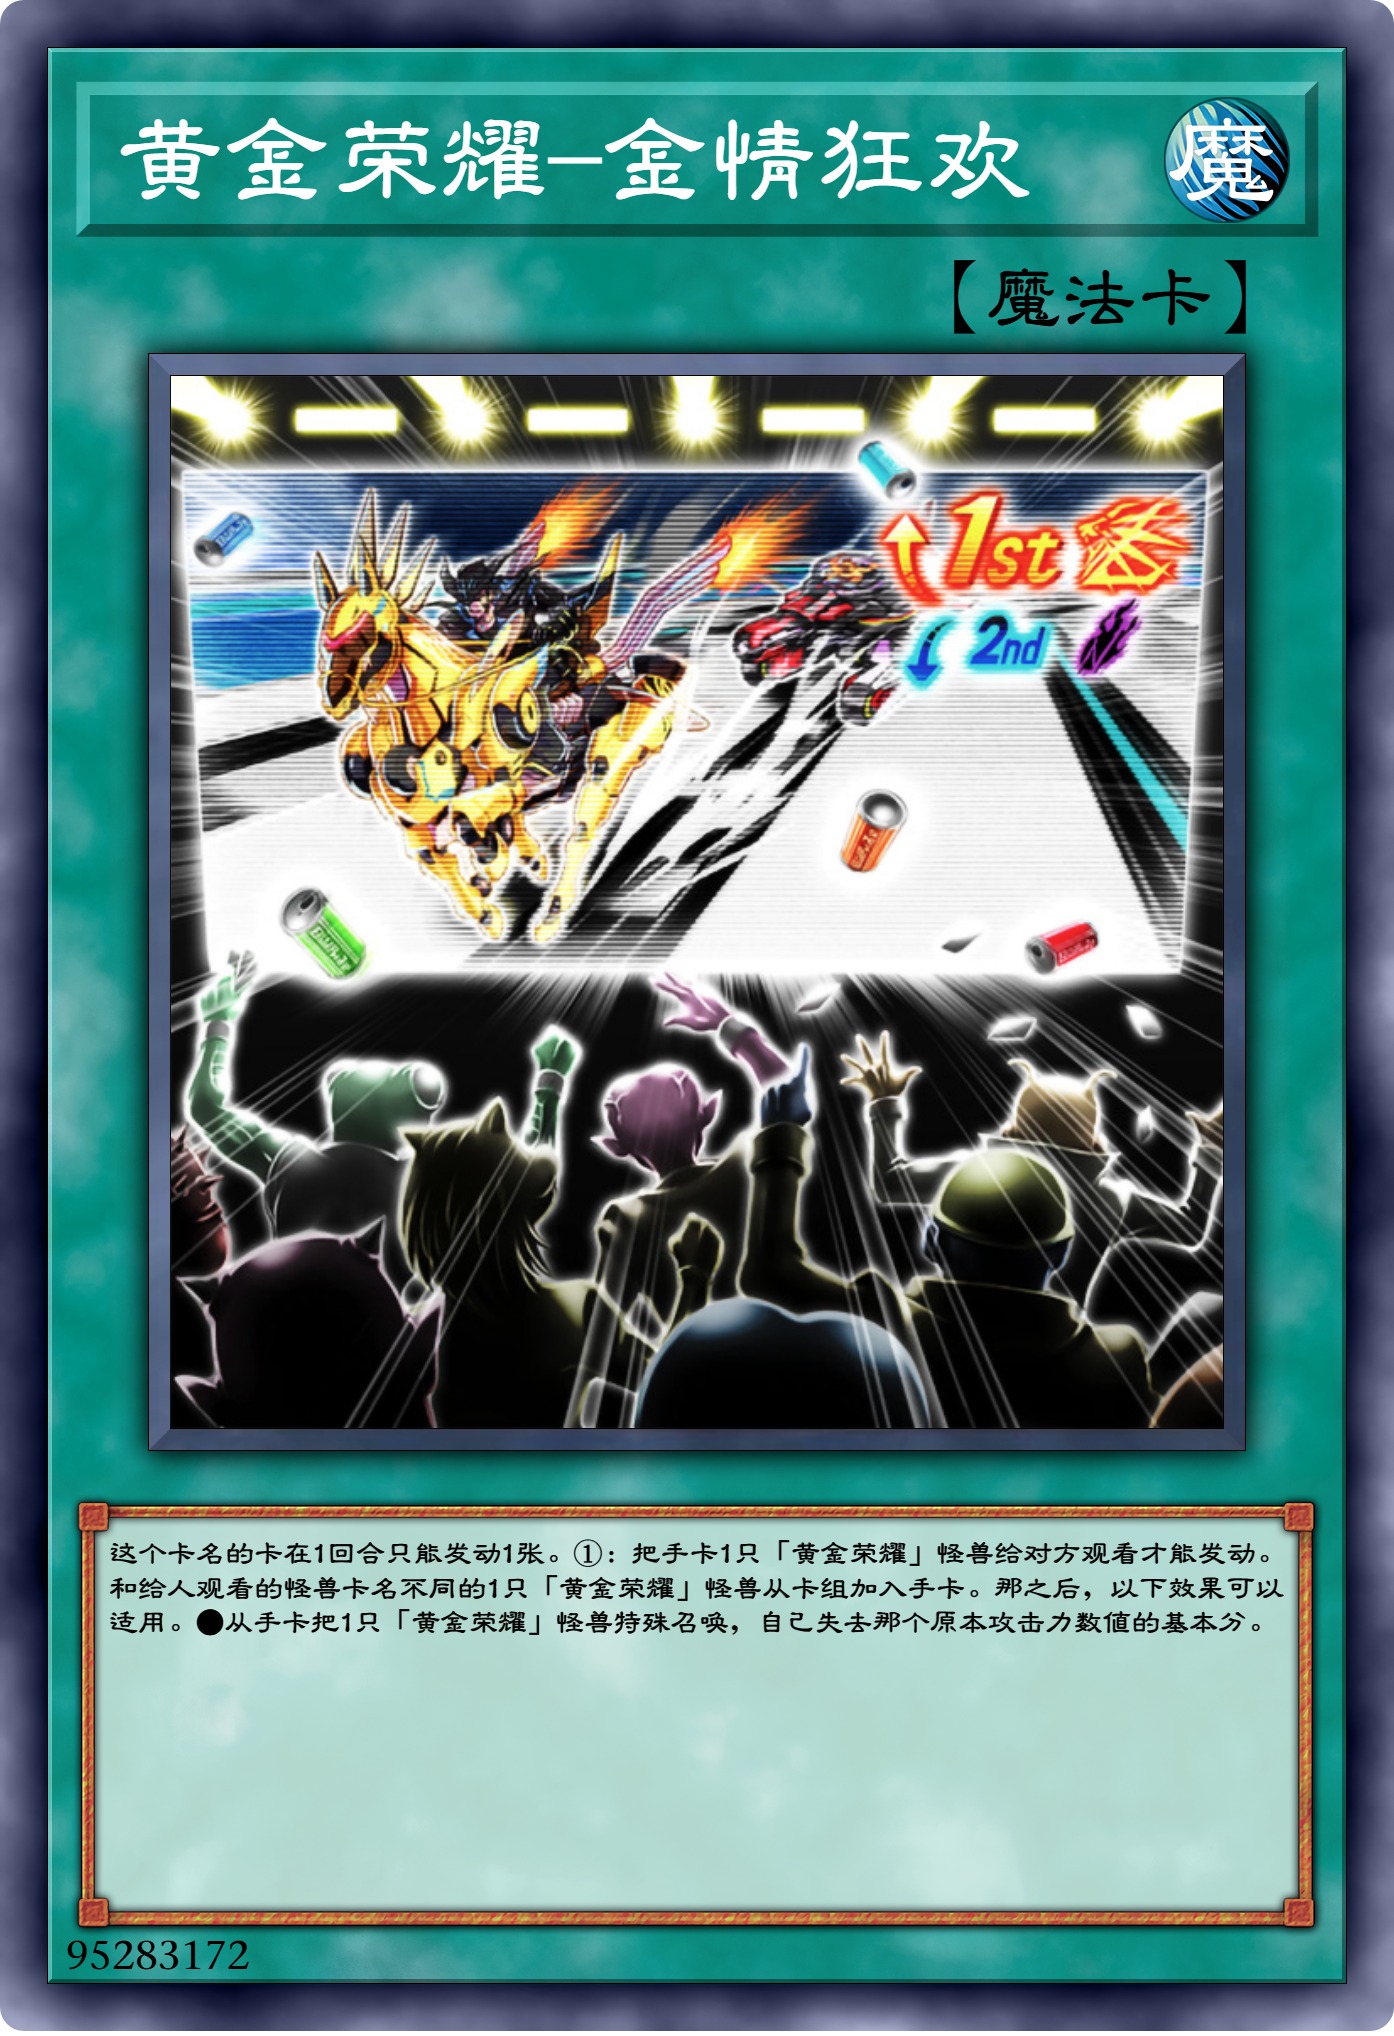 黄金荣耀-金情狂欢
魔
【魔法卡】
1st
2nd
这个卡名的卡在1回合只能发动1张。①：把手卡1只「黄金荣耀」怪兽给对方观看才能发动。
和给人观看的怪兽卡名不同的1只「黄金荣耀」怪兽从卡组加入手卡。那之后，以下效果可以
适用。●从手卡把1只「黄金荣耀」怪兽特殊召唤，自己失去那个原本攻击力数值的基本分。
95283172